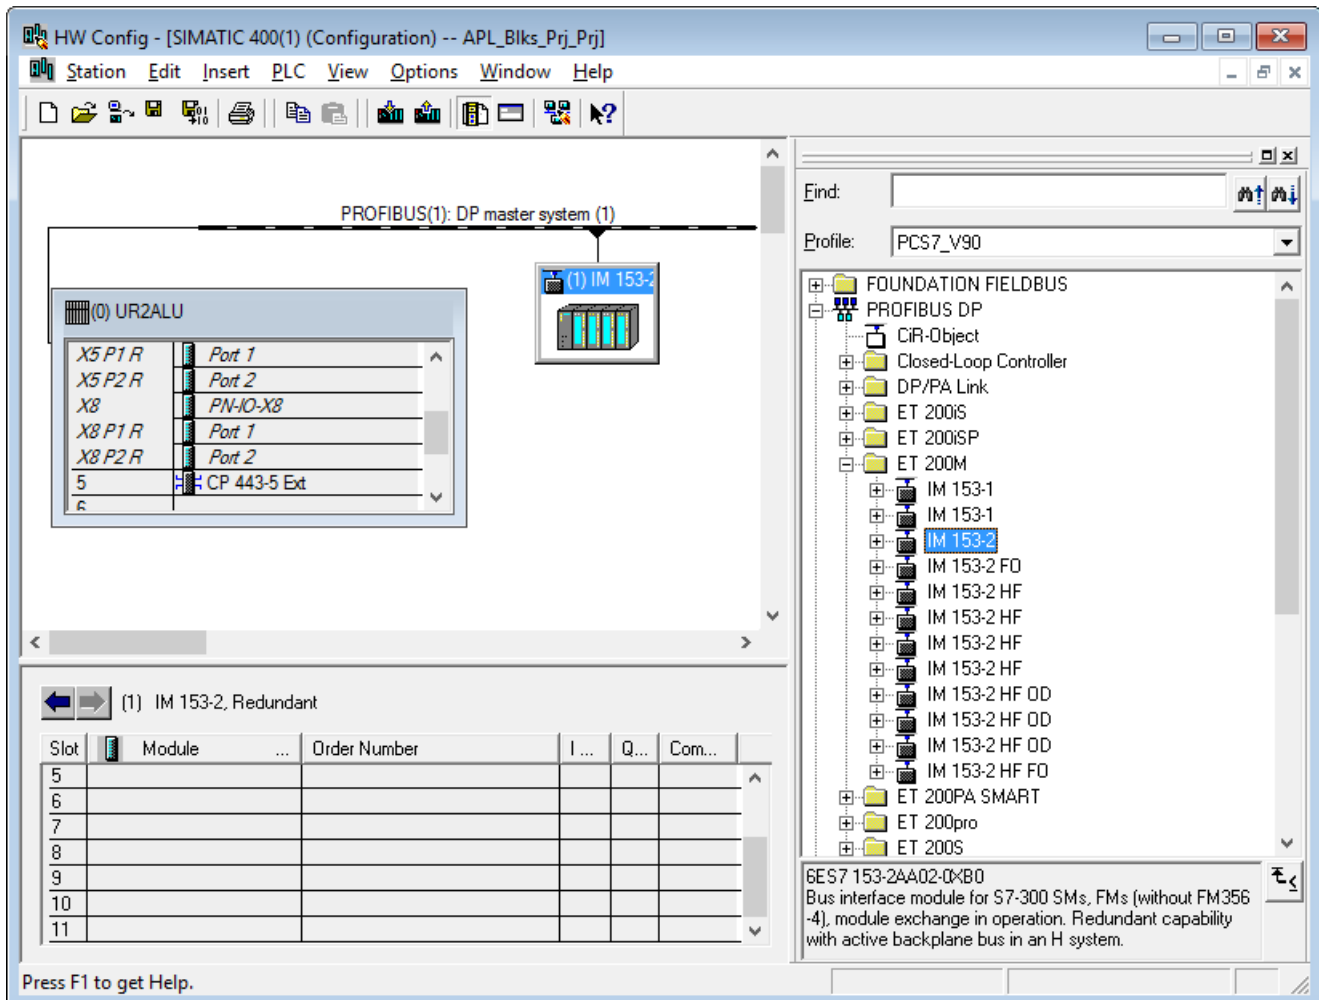 HW Config - [SIMATIC 400(1) (Configuration) -- APL_Blks_Prj_Prj]
Station Edit Insert PLC View Options Window Help
PROFIBUS(1): DP master system (1)
(1) IM 153-2
(0) UR2ALU
X5 P1 R Port 1
X5 P2 R Port 2
X8 PN-IO-X8
X8 P1 R Port 1
X8 P2 R Port 2
5 CP 443-5 Ext
6
(1) IM 153-2, Redundant
Slot Module ... Order Number I ... Q... Com...
5
6
7
8
9
10
11
Find:
Profile: PCS7_V90
FOUNDATION FIELDBUS
PROFIBUS DP
CiR-Object
Closed-Loop Controller
DP/PA Link
ET 200iS
ET 200iSP
ET 200M
IM 153-1
IM 153-1
IM 153-2
IM 153-2 FO
IM 153-2 HF
IM 153-2 HF
IM 153-2 HF
IM 153-2 HF
IM 153-2 HF OD
IM 153-2 HF OD
IM 153-2 HF OD
IM 153-2 HF FO
ET 200PA SMART
ET 200pro
ET 200S
6ES7 153-2AA02-0XB0
Bus interface module for S7-300 SMs, FMs (without FM356
-4), module exchange in operation. Redundant capability
with active backplane bus in an H system.
Press F1 to get Help.